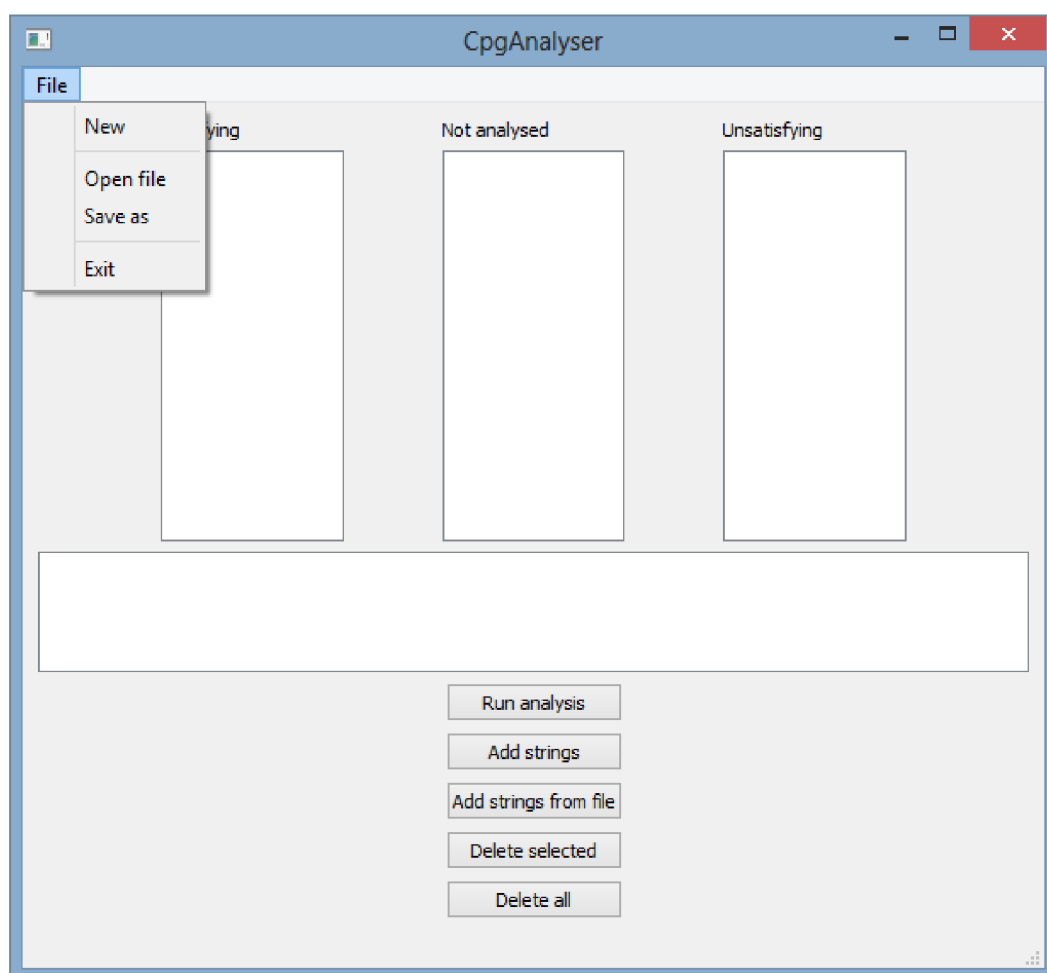 CpgAnalyser
File
New
Open file
Save as
Exit
ying
Not analysed
Unsatisfying
Run analysis
Add strings
Add strings from file
Delete selected
Delete all